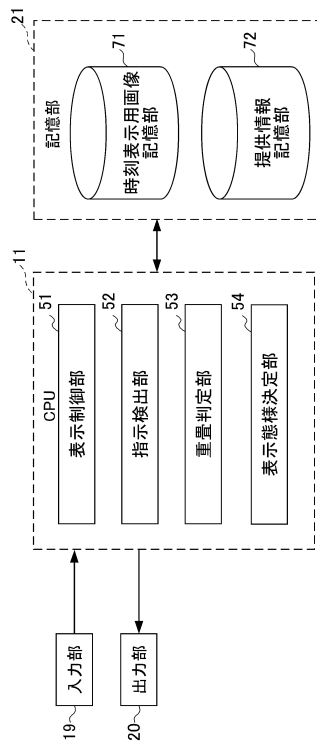 19
入力部
20
出力部
11
CPU
51
表示制御部
52
指示検出部
53
重畳判定部
54
表示態様決定部
21
記憶部
71
時刻表示用画像
記憶部
72
提供情報
記憶部